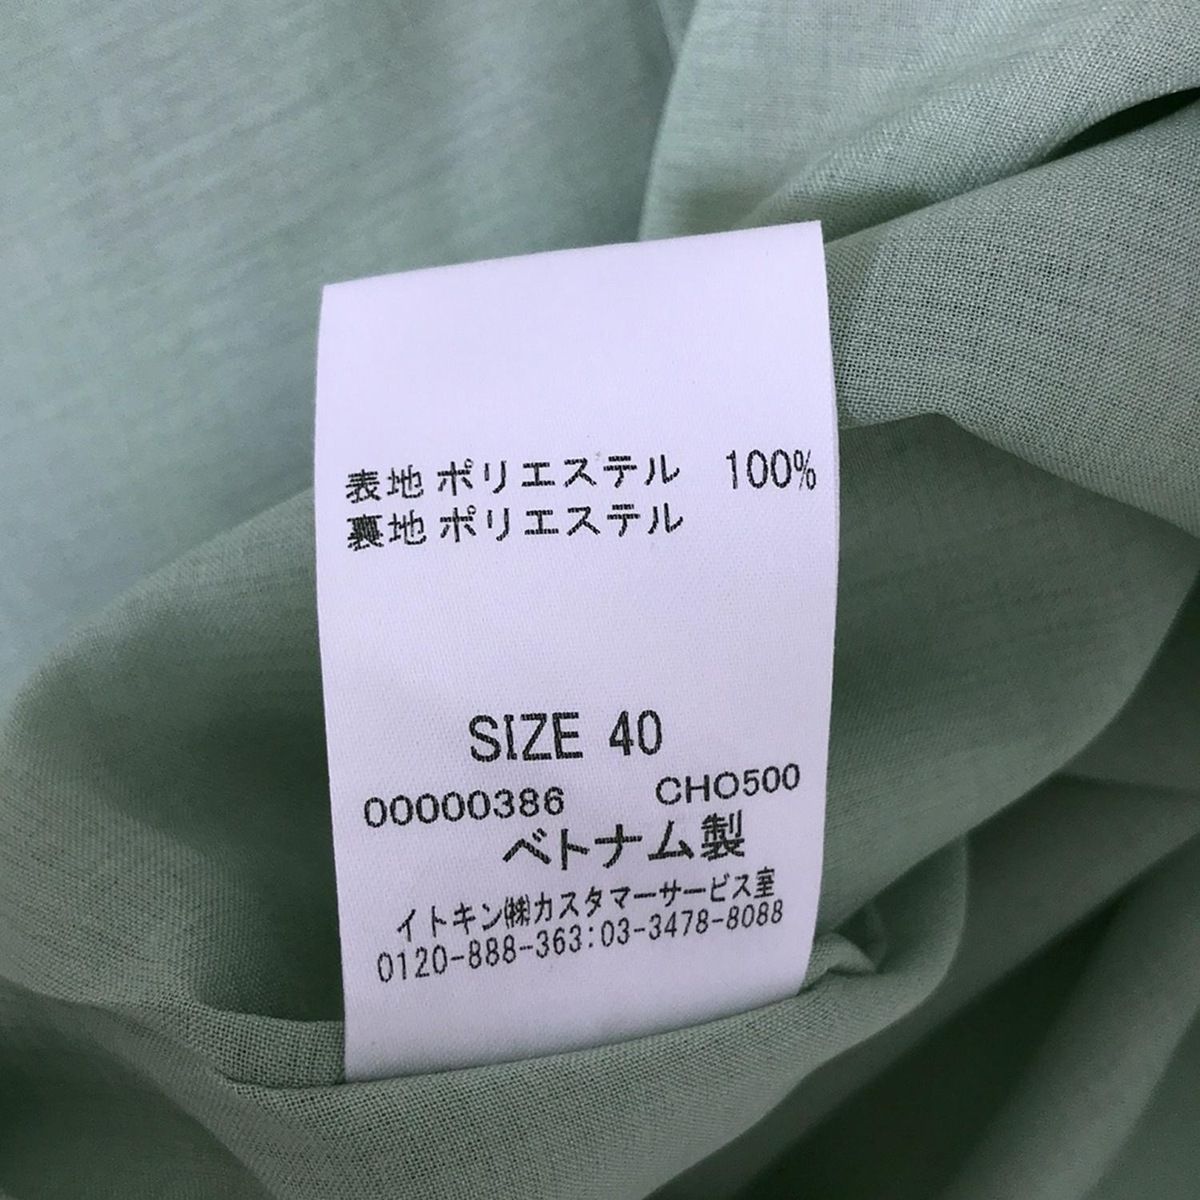 表地 ポリエステル 100%
裏地 ポリエステル
SIZE 40
00000386 CHO500
ベトナム製
イトキン㈱カスタマーサービス室
0120-888-363:03-3478-8088